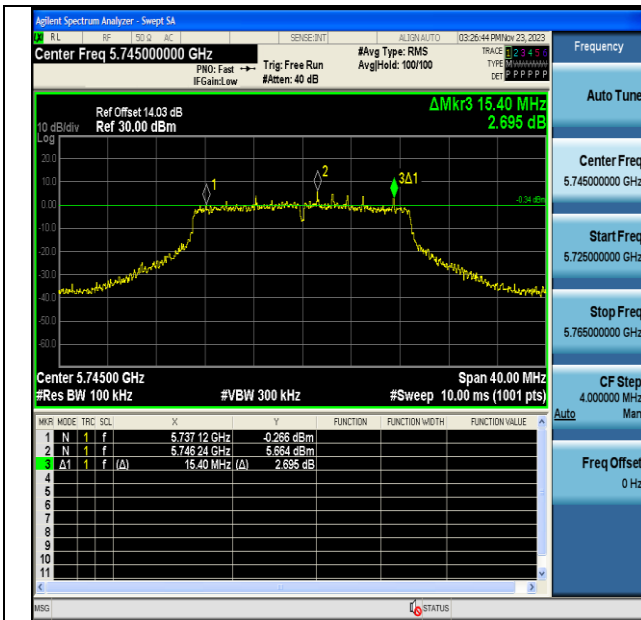 Agilent Spectrum Analyzer - Swept SA
RL RF 50 Ω AC SENSE:INT ALIGN AUTO 03:26:44 PM Nov 23, 2023
Center Freq 5.745000000 GHz
PNO: Fast
IFGain:Low
Trig: Free Run
#Atten: 40 dB
#Avg Type: RMS
Avg|Hold: 100/100
TRACE 1 2 3 4 5 6
TYPE M
DET P P P P P P
Frequency
ΔMkr3 15.40 MHz
2.695 dB
Ref Offset 14.03 dB
Ref 30.00 dBm
10 dB/div
Log
20.0
10.0
0.00
-10.0
-20.0
-30.0
-40.0
-50.0
-60.0
1
2
3Δ1
-0.34 dBm
Center 5.74500 GHz
Span 40.00 MHz
#Res BW 100 kHz
#VBW 300 kHz
#Sweep 10.00 ms (1001 pts)
MKR MODE TRC SCL X Y FUNCTION FUNCTION WIDTH FUNCTION VALUE
1 N 1 f 5.737 12 GHz -0.266 dBm
2 N 1 f 5.746 24 GHz 5.664 dBm
3 Δ1 1 f (Δ) 15.40 MHz (Δ) 2.695 dB
4
5
6
7
8
9
10
11
Auto Tune
Center Freq
5.745000000 GHz
Start Freq
5.725000000 GHz
Stop Freq
5.765000000 GHz
CF Step
4.000000 MHz
Auto Man
Freq Offset
0 Hz
MSG
STATUS